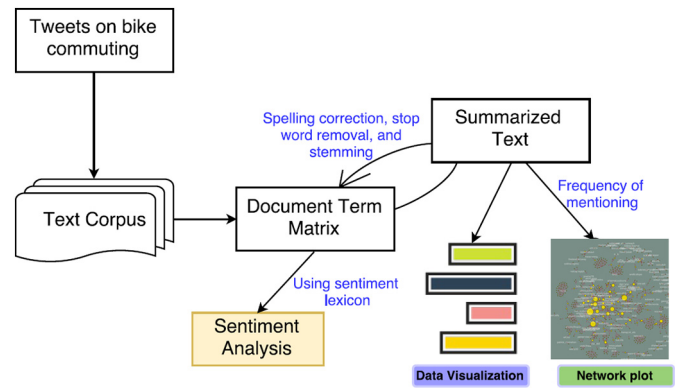 Tweets on bike
commuting
Spelling correction, stop
word removal, and
stemming
Summarized
Text
Frequency of
mentioning
Text Corpus
Document Term
Matrix
Using sentiment
lexicon
Sentiment
Analysis
Data Visualization
Network plot